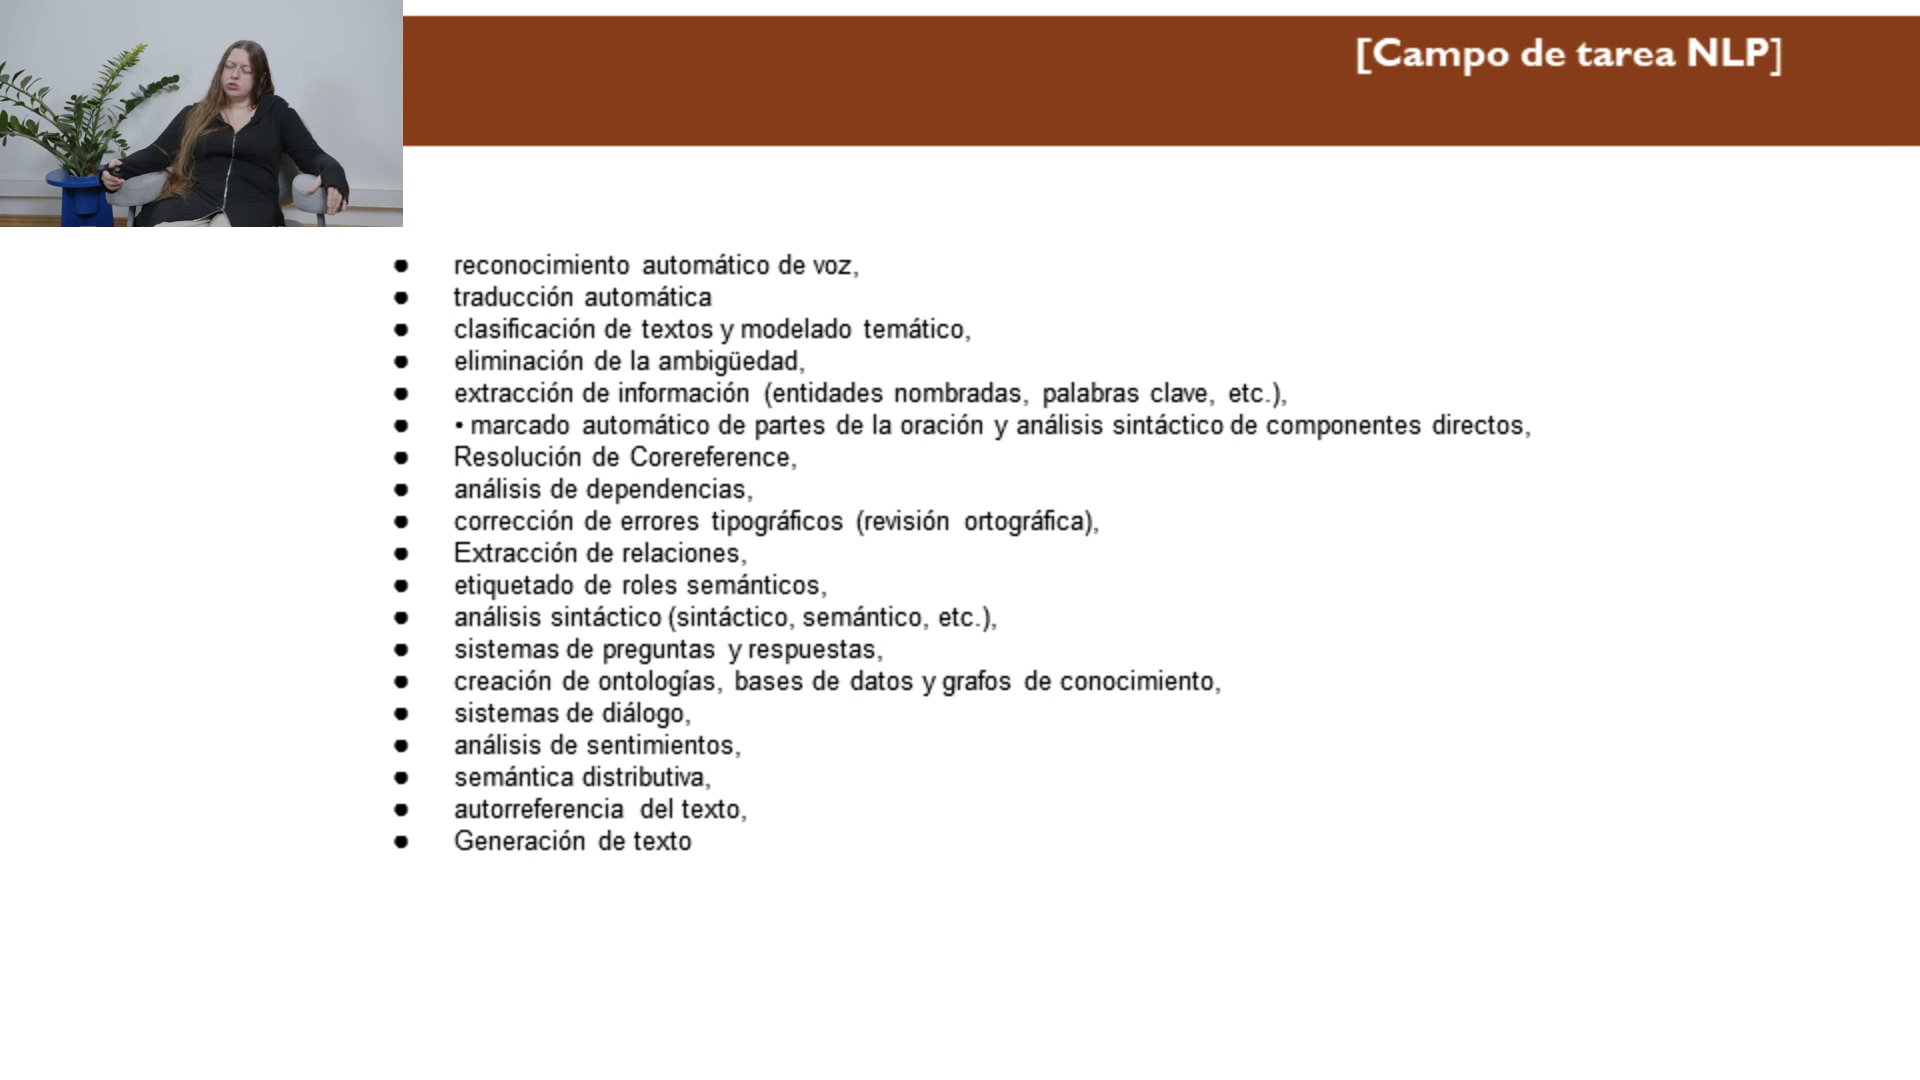 [Campo de tarea NLP]
● reconocimiento automático de voz,
● traducción automática
● clasificación de textos y modelado temático,
● eliminación de la ambigüedad,
● extracción de información (entidades nombradas, palabras clave, etc.),
● • marcado automático de partes de la oración y análisis sintáctico de componentes directos,
● Resolución de Corereference,
● análisis de dependencias,
● corrección de errores tipográficos (revisión ortográfica),
● Extracción de relaciones,
● etiquetado de roles semánticos,
● análisis sintáctico (sintáctico, semántico, etc.),
● sistemas de preguntas y respuestas,
● creación de ontologías, bases de datos y grafos de conocimiento,
● sistemas de diálogo,
● análisis de sentimientos,
● semántica distributiva,
● autorreferencia del texto,
● Generación de texto